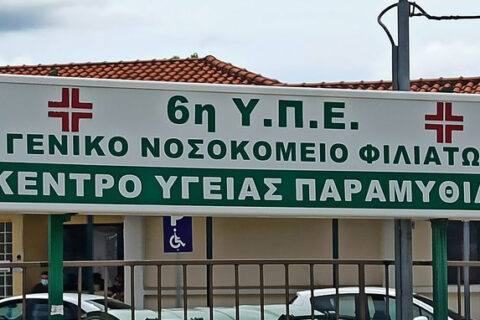 6η Υ.Π.Ε.
ΓΕΝΙΚΟ ΝΟΣΟΚΟΜΕΙΟ ΦΙΛΙΑΤΩ
ΚΕΝΤΡΟ ΥΓΕΙΑΣ ΠΑΡΑΜΥΘΙΑ
P